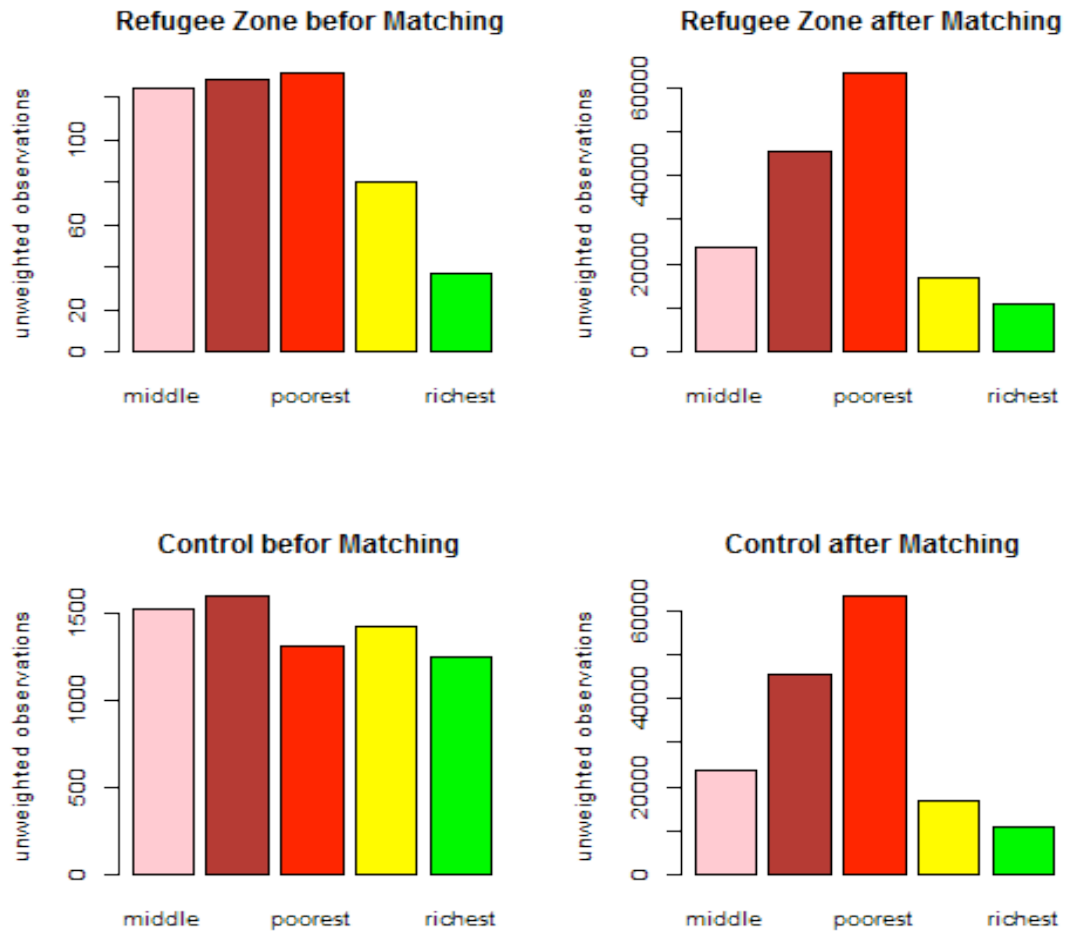 Refugee Zone befor Matching
unweighted observations
100
60
20
0
middle poorest richest
Refugee Zone after Matching
unweighted observations
60000
40000
20000
0
middle poorest richest
Control befor Matching
unweighted observations
1500
1000
500
0
middle poorest richest
Control after Matching
unweighted observations
60000
40000
20000
0
middle poorest richest